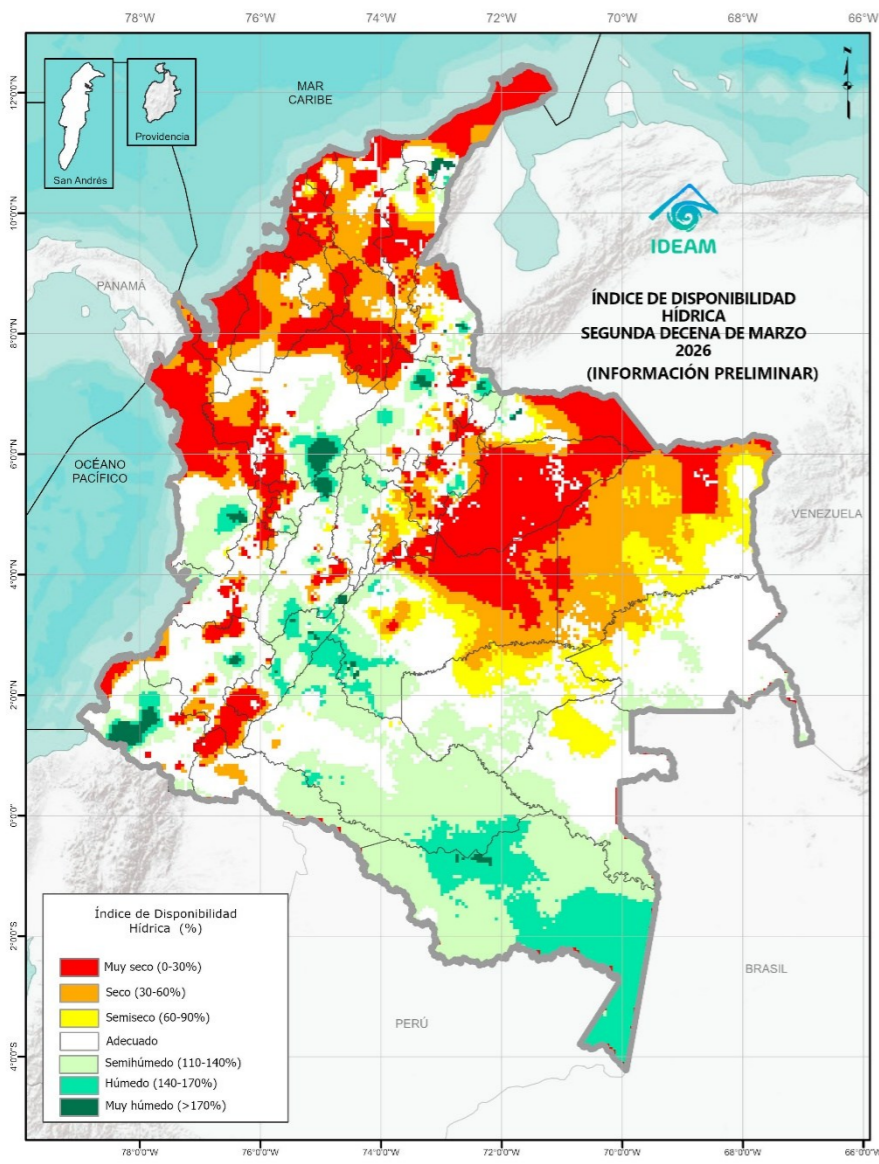 78°W 76°W 74°W 72°W 70°W 68°W 66°W
12°0'0"N
10°0'0"N
8°0'0"N
6°0'0"N
4°0'0"N
2°0'0"N
0°0'0"
2°0'0"S
4°0'0"S
San Andrés
Providencia
MAR
CARIBE
N
IDEAM
PANAMÁ
ÍNDICE DE DISPONIBILIDAD
HÍDRICA
SEGUNDA DECENA DE MARZO
2026
(INFORMACIÓN PRELIMINAR)
OCÉANO
PACÍFICO
VENEZUELA
BRASIL
PERÚ
Índice de Disponibilidad
Hídrica (%)
Muy seco (0-30%)
Seco (30-60%)
Semiseco (60-90%)
Adecuado
Semihúmedo (110-140%)
Húmedo (140-170%)
Muy húmedo (>170%)
78°0'0"W 76°0'0"W 74°0'0"W 72°0'0"W 70°0'0"W 68°0'0"W 66°0'0"W